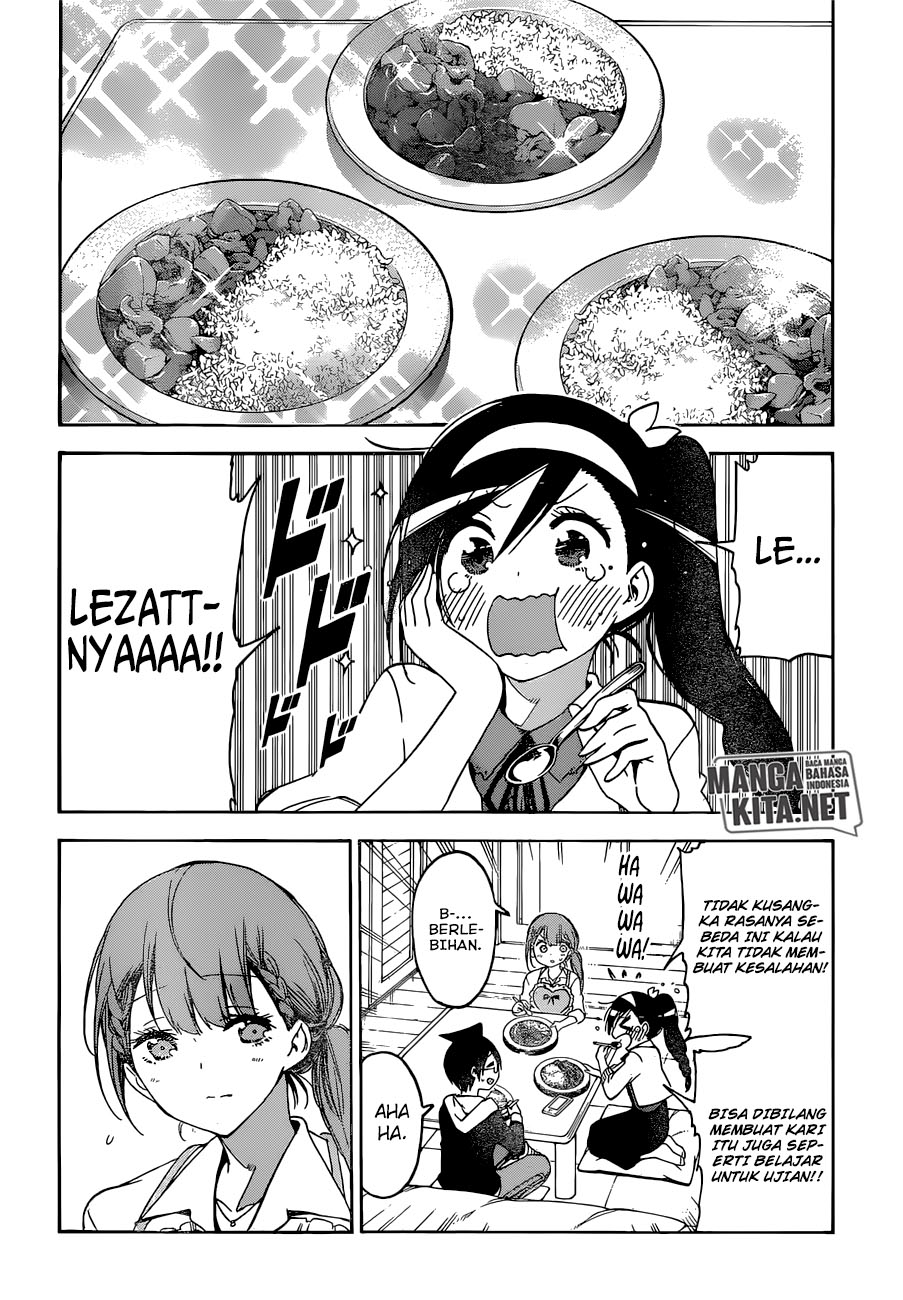 LE...
ド
ド
ド
ド
LEZATT-
NYAAAA!!
MANGA
KITA.NET
BACA MANGA
BAHASA
INDONESIA
TIDAK KUSANG-
KA RASANYA SE-
BEDA INI KALAU
KITA TIDAK MEM-
BUAT KESALAHAN!
HA
WA
WA
WA
WA!
B-...
BERLE-
BIHAN.
BISA DIBILANG
MEMBUAT KARI
ITU JUGA SEP-
ERTI BELAJAR
UNTUK UJIAN!!
AHA
HA.